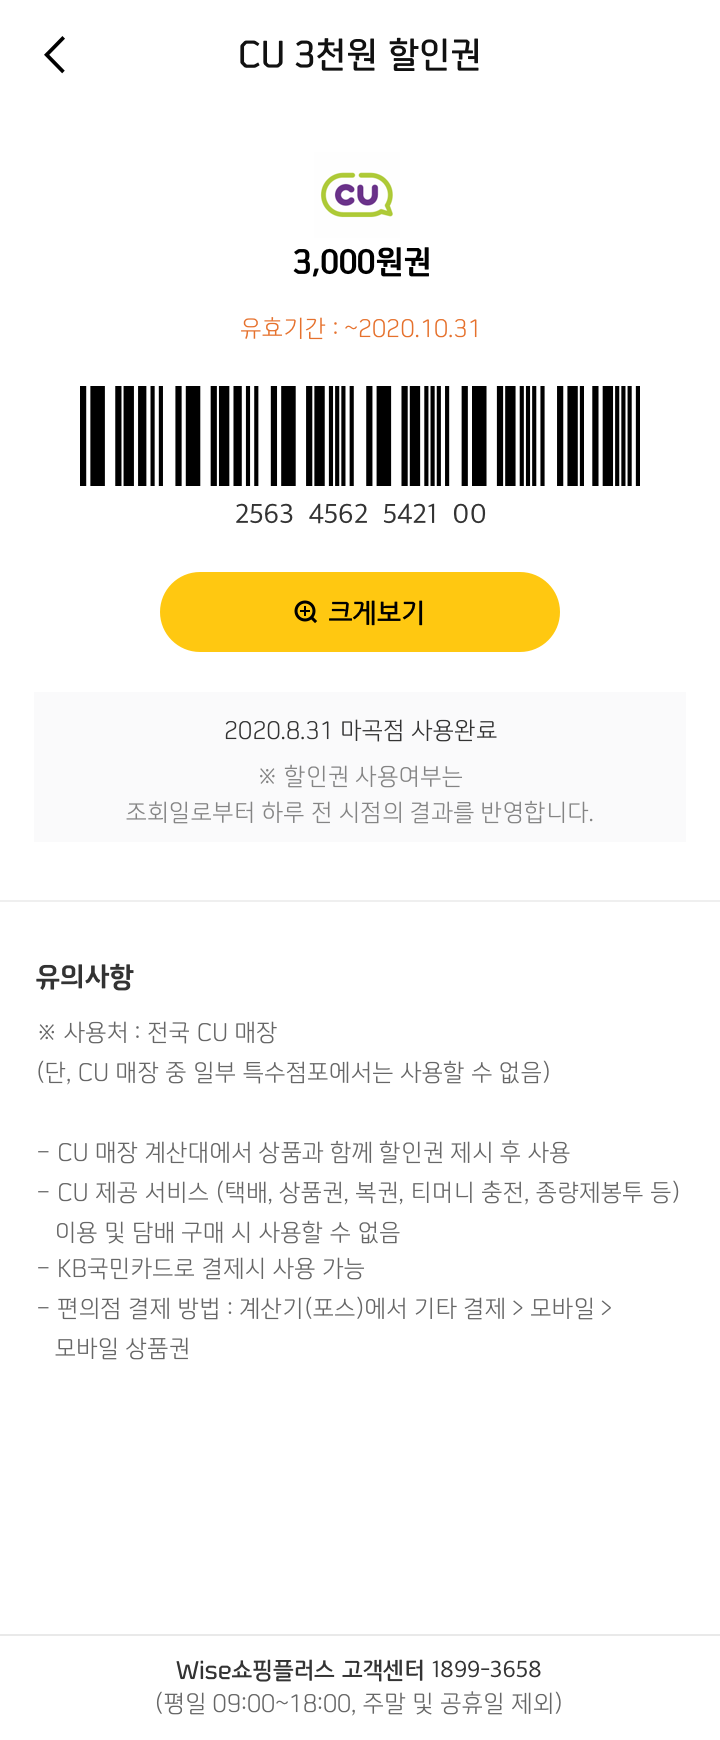 CU 3천원 할인권
CU
3,000원권
유효기간 : ~2020.10.31
2563 4562 5421 00
크게보기
2020.8.31 마곡점 사용완료
※ 할인권 사용여부는
조회일로부터 하루 전 시점의 결과를 반영합니다.
유의사항
※ 사용처 : 전국 CU 매장
(단, CU 매장 중 일부 특수점포에서는 사용할 수 없음)
- CU 매장 계산대에서 상품과 함께 할인권 제시 후 사용
- CU 제공 서비스 (택배, 상품권, 복권, 티머니 충전, 종량제봉투 등)
이용 및 담배 구매 시 사용할 수 없음
- KB국민카드로 결제시 사용 가능
- 편의점 결제 방법 : 계산기(포스)에서 기타 결제 > 모바일 >
모바일 상품권
Wise쇼핑플러스 고객센터 1899-3658
(평일 09:00~18:00, 주말 및 공휴일 제외)